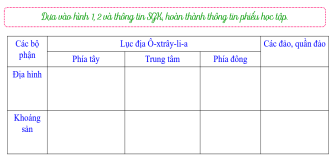 Dựa vào hình 1, 2 và thông tin SGK, hoàn thành thông tin phiếu học tập.
Các bộ phận
Lục địa Ô-xtrây-li-a
Các đảo, quần đảo
Phía tây
Trung tâm
Phía đông
Địa hình
Khoáng sản